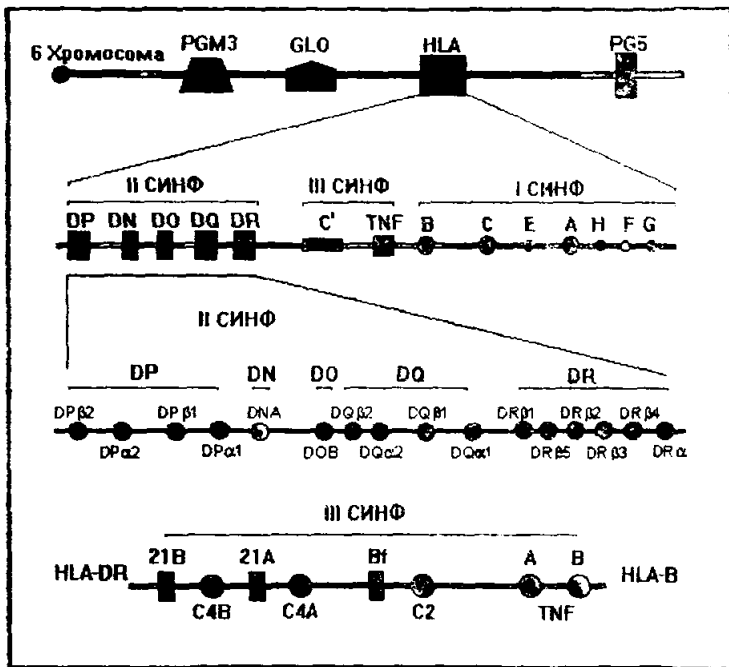 6 Хромосома PGM3 GLO HLA PG5
II СИНФ III СИНФ I СИНФ
DP DN DO DQ DR C' TNF B C E A H F G
II СИНФ
DP DN DO DQ DR
DPβ2 DPβ1 DNA DQβ2 DQβ1 DRβ1 DRβ2 DRβ4
DPα2 DPα1 DOB DQα2 DQα1 DRβ5 DRβ3 DRα
III СИНФ
21B 21A Bf A B
HLA-DR HLA-B
C4B C4A C2 TNF